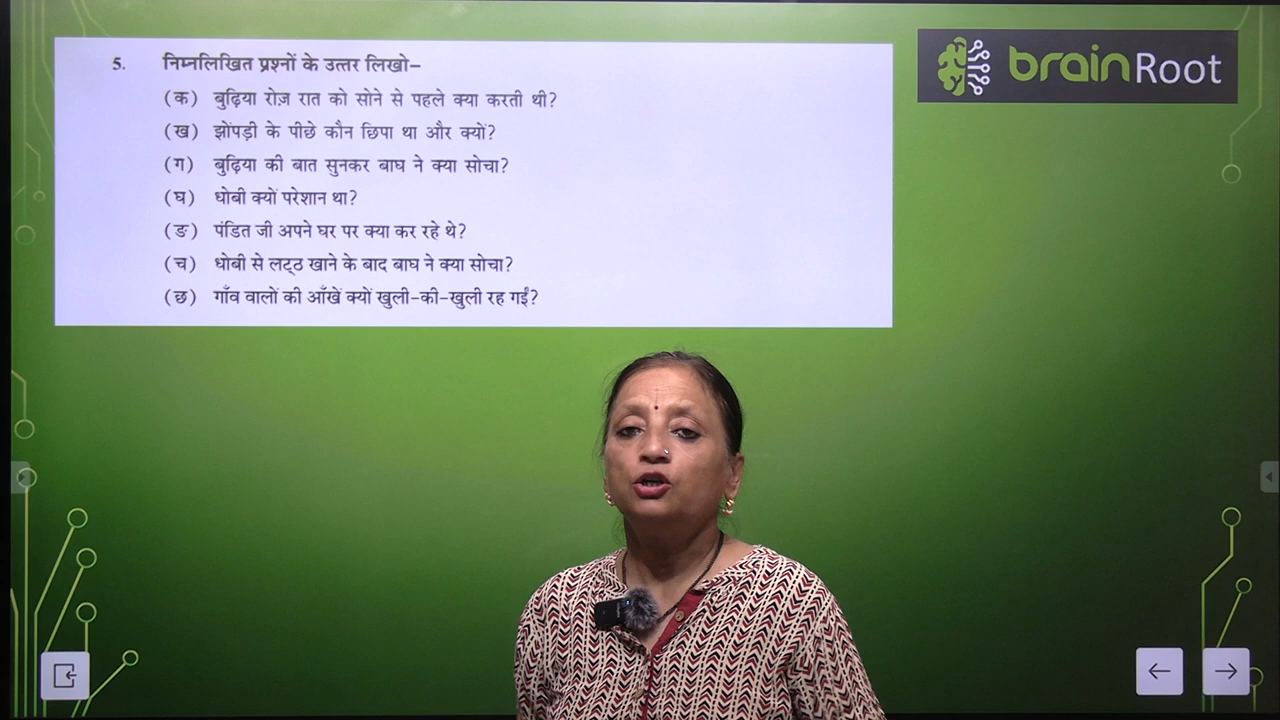 brainRoot
5. निम्नलिखित प्रश्नों के उत्तर लिखो–
(क) बुढ़िया रोज़ रात को सोने से पहले क्या करती थी?
(ख) झोंपड़ी के पीछे कौन छिपा था और क्यों?
(ग) बुढ़िया की बात सुनकर बाघ ने क्या सोचा?
(घ) धोबी क्यों परेशान था?
(ङ) पंडित जी अपने घर पर क्या कर रहे थे?
(च) धोबी से लट्ठ खाने के बाद बाघ ने क्या सोचा?
(छ) गाँव वालों की आँखें क्यों खुली-की-खुली रह गईं?